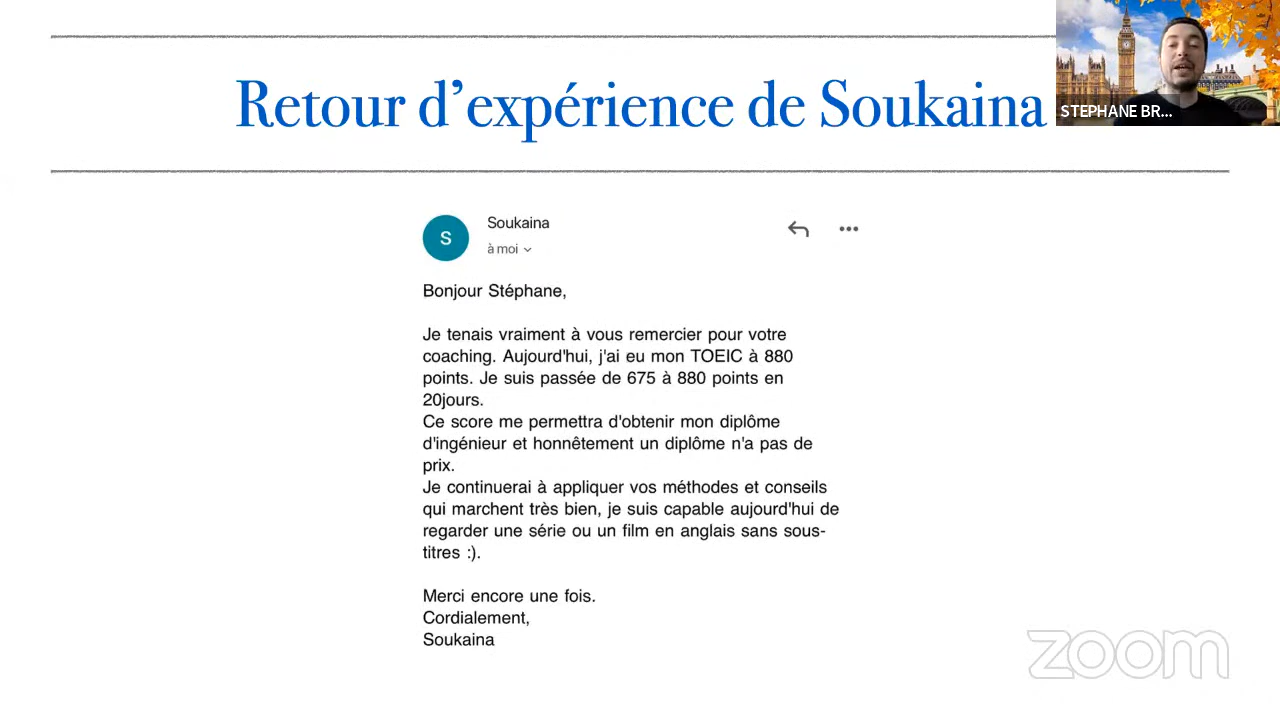 Retour d’expérience de Soukaina
STEPHANE BR...
S
Soukaina
à moi
Bonjour Stéphane,
Je tenais vraiment à vous remercier pour votre
coaching. Aujourd'hui, j'ai eu mon TOEIC à 880
points. Je suis passée de 675 à 880 points en
20jours.
Ce score me permettra d'obtenir mon diplôme
d'ingénieur et honnêtement un diplôme n'a pas de
prix.
Je continuerai à appliquer vos méthodes et conseils
qui marchent très bien, je suis capable aujourd'hui de
regarder une série ou un film en anglais sans sous-
titres :).
Merci encore une fois.
Cordialement,
Soukaina
zoom